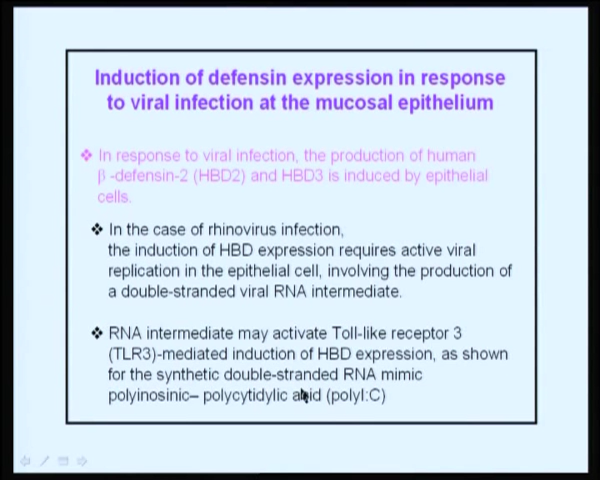 Induction of defensin expression in response
to viral infection at the mucosal epithelium
❖ In response to viral infection, the production of human
β -defensin-2 (HBD2) and HBD3 is induced by epithelial
cells.
❖ In the case of rhinovirus infection,
the induction of HBD expression requires active viral
replication in the epithelial cell, involving the production of
a double-stranded viral RNA intermediate.
❖ RNA intermediate may activate Toll-like receptor 3
(TLR3)-mediated induction of HBD expression, as shown
for the synthetic double-stranded RNA mimic
polyinosinic– polycytidylic acid (polyI:C)